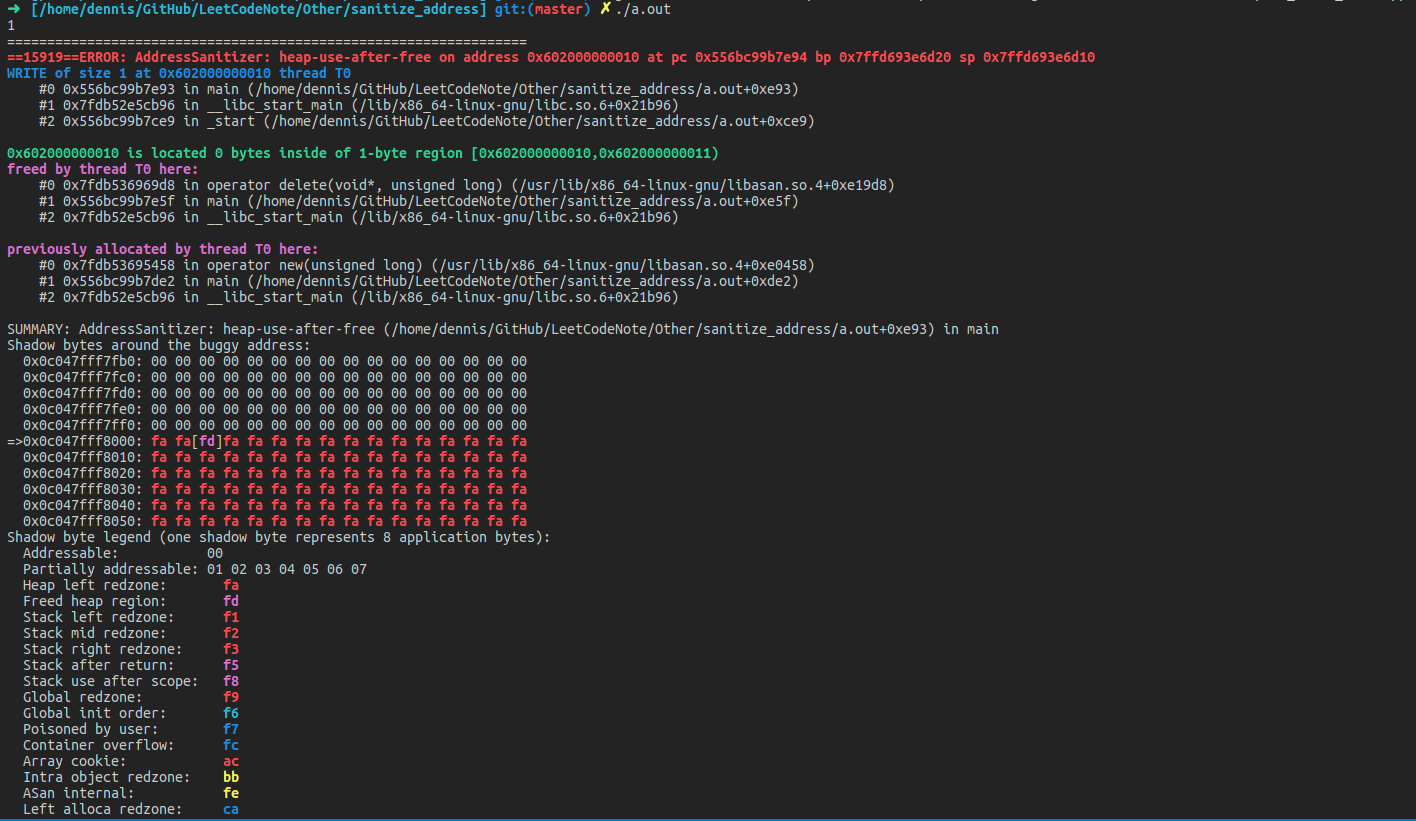 ➜ [/home/dennis/GitHub/LeetCodeNote/Other/sanitize_address] git:(master) ✗ ./a.out
1
=================================================================
==15919==ERROR: AddressSanitizer: heap-use-after-free on address 0x602000000010 at pc 0x556bc99b7e94 bp 0x7ffd693e6d20 sp 0x7ffd693e6d10
WRITE of size 1 at 0x602000000010 thread T0
    #0 0x556bc99b7e93 in main (/home/dennis/GitHub/LeetCodeNote/Other/sanitize_address/a.out+0xe93)
    #1 0x7fdb52e5cb96 in __libc_start_main (/lib/x86_64-linux-gnu/libc.so.6+0x21b96)
    #2 0x556bc99b7ce9 in _start (/home/dennis/GitHub/LeetCodeNote/Other/sanitize_address/a.out+0xce9)

0x602000000010 is located 0 bytes inside of 1-byte region [0x602000000010,0x602000000011)
freed by thread T0 here:
    #0 0x7fdb536969d8 in operator delete(void*, unsigned long) (/usr/lib/x86_64-linux-gnu/libasan.so.4+0xe19d8)
    #1 0x556bc99b7e5f in main (/home/dennis/GitHub/LeetCodeNote/Other/sanitize_address/a.out+0xe5f)
    #2 0x7fdb52e5cb96 in __libc_start_main (/lib/x86_64-linux-gnu/libc.so.6+0x21b96)

previously allocated by thread T0 here:
    #0 0x7fdb53695458 in operator new(unsigned long) (/usr/lib/x86_64-linux-gnu/libasan.so.4+0xe0458)
    #1 0x556bc99b7de2 in main (/home/dennis/GitHub/LeetCodeNote/Other/sanitize_address/a.out+0xde2)
    #2 0x7fdb52e5cb96 in __libc_start_main (/lib/x86_64-linux-gnu/libc.so.6+0x21b96)

SUMMARY: AddressSanitizer: heap-use-after-free (/home/dennis/GitHub/LeetCodeNote/Other/sanitize_address/a.out+0xe93) in main
Shadow bytes around the buggy address:
  0x0c047fff7fb0: 00 00 00 00 00 00 00 00 00 00 00 00 00 00 00 00
  0x0c047fff7fc0: 00 00 00 00 00 00 00 00 00 00 00 00 00 00 00 00
  0x0c047fff7fd0: 00 00 00 00 00 00 00 00 00 00 00 00 00 00 00 00
  0x0c047fff7fe0: 00 00 00 00 00 00 00 00 00 00 00 00 00 00 00 00
  0x0c047fff7ff0: 00 00 00 00 00 00 00 00 00 00 00 00 00 00 00 00
=>0x0c047fff8000: fa fa[fd]fa fa fa fa fa fa fa fa fa fa fa fa fa
  0x0c047fff8010: fa fa fa fa fa fa fa fa fa fa fa fa fa fa fa fa
  0x0c047fff8020: fa fa fa fa fa fa fa fa fa fa fa fa fa fa fa fa
  0x0c047fff8030: fa fa fa fa fa fa fa fa fa fa fa fa fa fa fa fa
  0x0c047fff8040: fa fa fa fa fa fa fa fa fa fa fa fa fa fa fa fa
  0x0c047fff8050: fa fa fa fa fa fa fa fa fa fa fa fa fa fa fa fa
Shadow byte legend (one shadow byte represents 8 application bytes):
  Addressable:           00
  Partially addressable: 01 02 03 04 05 06 07
  Heap left redzone:       fa
  Freed heap region:       fd
  Stack left redzone:      f1
  Stack mid redzone:       f2
  Stack right redzone:     f3
  Stack after return:      f5
  Stack use after scope:   f8
  Global redzone:          f9
  Global init order:       f6
  Poisoned by user:        f7
  Container overflow:      fc
  Array cookie:            ac
  Intra object redzone:    bb
  ASan internal:           fe
  Left alloca redzone:     ca